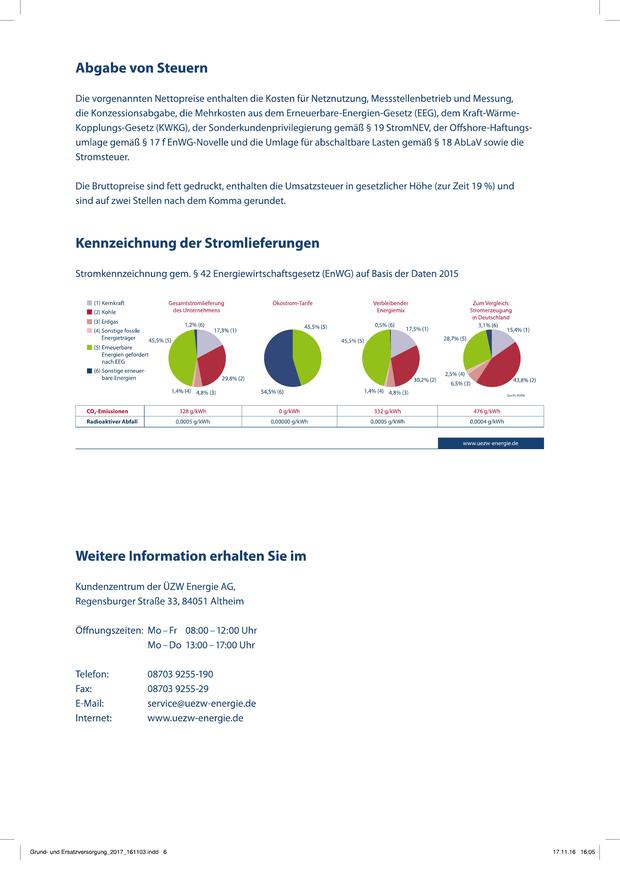 Abgabe von Steuern
Die vorgenannten Nettopreise enthalten die Kosten für Netznutzung, Messstellenbetrieb und Messung,
die Konzessionsabgabe, die Mehrkosten aus dem Erneuerbare-Energien-Gesetz (EEG), dem Kraft-Wärme-
Kopplungs-Gesetz (KWKG), der Sonderkundenprivilegierung gemäß § 19 StromNEV, der Offshore-Haftungs-
umlage gemäß § 17 f EnWG-Novelle und die Umlage für abschaltbare Lasten gemäß § 18 AbLaV sowie die
Stromsteuer.
Die Bruttopreise sind fett gedruckt, enthalten die Umsatzsteuer in gesetzlicher Höhe (zur Zeit 19 %) und
sind auf zwei Stellen nach dem Komma gerundet.
Kennzeichnung der Stromlieferungen
Stromkennzeichnung gem. § 42 Energiewirtschaftsgesetz (EnWG) auf Basis der Daten 2015
(1) Kernkraft
(2) Kohle
(3) Erdgas
(4) Sonstige fossile
Energieträger
(5) Erneuerbare
Energien gefördert
nach EEG
(6) Sonstige erneuer-
bare Energien
Gesamtstromlieferung
des Unternehmens
1,2% (6)
17,3% (1)
45,5% (5)
29,8% (2)
1,4% (4) 4,8% (3)
Ökostrom-Tarife
45,5% (5)
54,5% (6)
Verbleibender
Energiemix
0,5% (6)
17,5% (1)
45,5% (5)
30,2% (2)
1,4% (4) 4,8% (3)
Zum Vergleich:
Stromerzeugung
in Deutschland
3,1% (6)
15,4% (1)
28,7% (5)
2,5% (4)
6,5% (3)
43,8% (2)
CO₂-Emissionen 328 g/kWh 0 g/kWh 332 g/kWh 476 g/kWh
Radioaktiver Abfall 0,0005 g/kWh 0,00000 g/kWh 0,0005 g/kWh 0,0004 g/kWh
www.uezw-energie.de
Weitere Information erhalten Sie im
Kundenzentrum der ÜZW Energie AG,
Regensburger Straße 33, 84051 Altheim
Öffnungszeiten: Mo – Fr 08:00 – 12:00 Uhr
Mo – Do 13:00 – 17:00 Uhr
Telefon: 08703 9255-190
Fax: 08703 9255-29
E-Mail: service@uezw-energie.de
Internet: www.uezw-energie.de
Grund- und Ersatzversorgung_2017_161103.indd 6 17.11.16 16:05